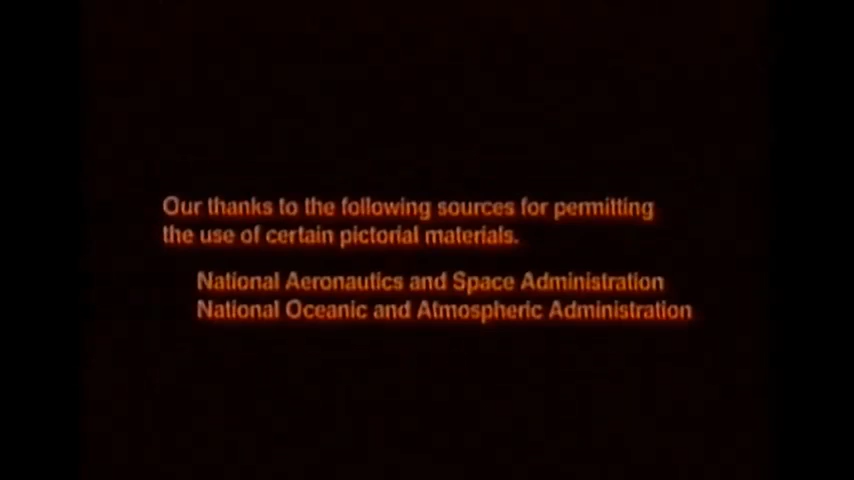 Our thanks to the following sources for permitting
the use of certain pictorial materials.
National Aeronautics and Space Administration
National Oceanic and Atmospheric Administration